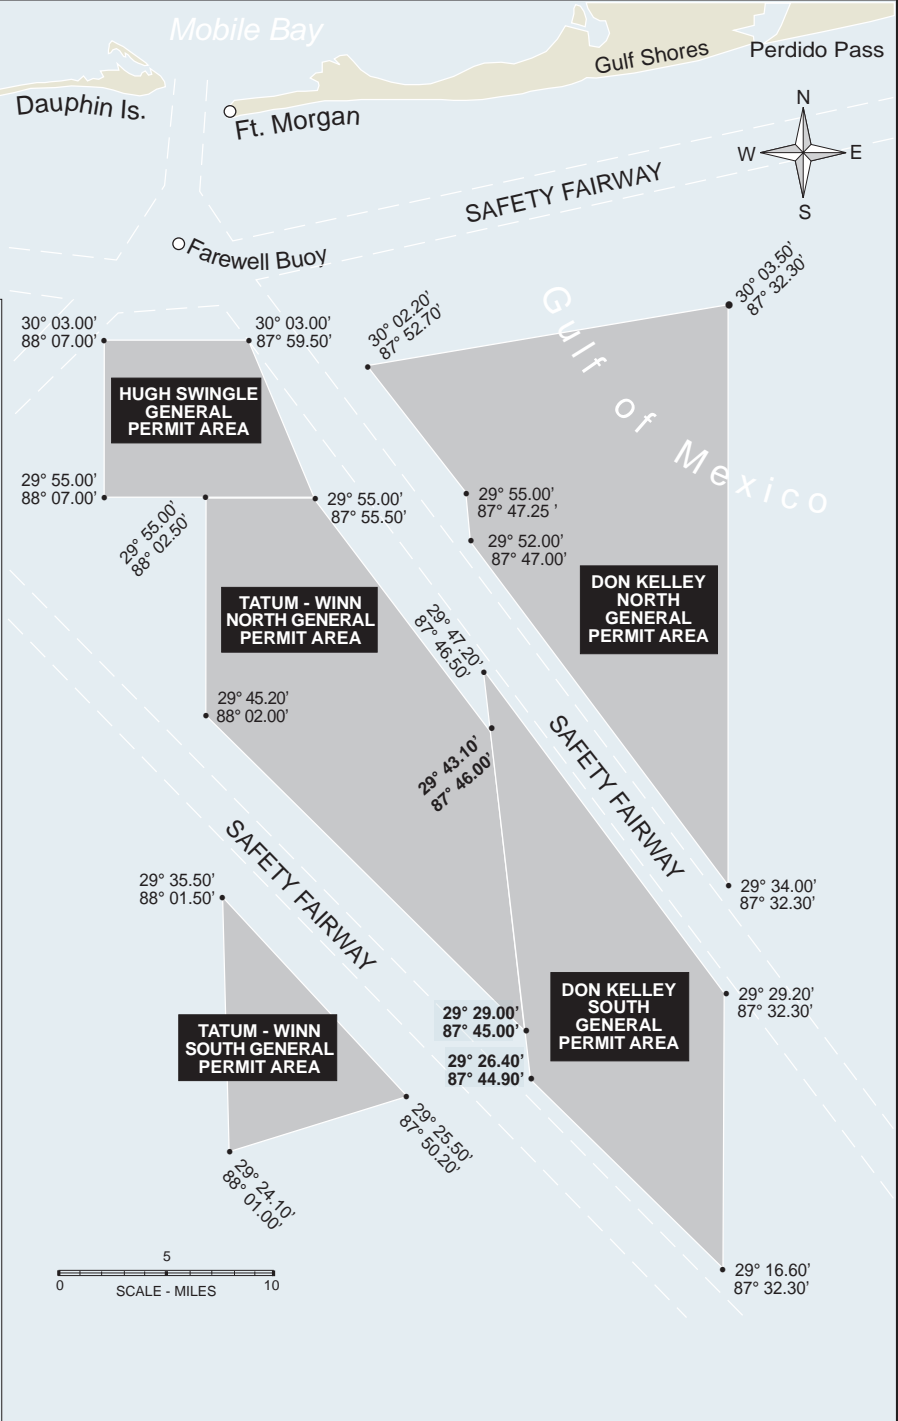 Mobile Bay
Gulf Shores
Perdido Pass
Dauphin Is.
Ft. Morgan
N
W
E
S
SAFETY FAIRWAY
Farewell Buoy
30° 03.50’
87° 32.30’
Gulf of Mexico
30° 02.20’
87° 52.70’
30° 03.00’
88° 07.00’
30° 03.00’
87° 59.50’
HUGH SWINGLE
GENERAL
PERMIT AREA
29° 55.00’
88° 07.00’
29° 55.00’
88° 02.50’
29° 55.00’
87° 55.50’
29° 55.00’
87° 47.25 ’
29° 52.00’
87° 47.00’
DON KELLEY
NORTH
GENERAL
PERMIT AREA
TATUM - WINN
NORTH GENERAL
PERMIT AREA
29° 47.20’
87° 46.50’
29° 45.20’
88° 02.00’
29° 43.10’
87° 46.00’
SAFETY FAIRWAY
SAFETY FAIRWAY
29° 35.50’
88° 01.50’
29° 34.00’
87° 32.30’
DON KELLEY
SOUTH
GENERAL
PERMIT AREA
29° 29.20’
87° 32.30’
29° 29.00’
87° 45.00’
29° 26.40’
87° 44.90’
TATUM - WINN
SOUTH GENERAL
PERMIT AREA
29° 25.50’
87° 50.20’
29° 24.10’
88° 01.00’
29° 16.60’
87° 32.30’
5
0
10
SCALE - MILES